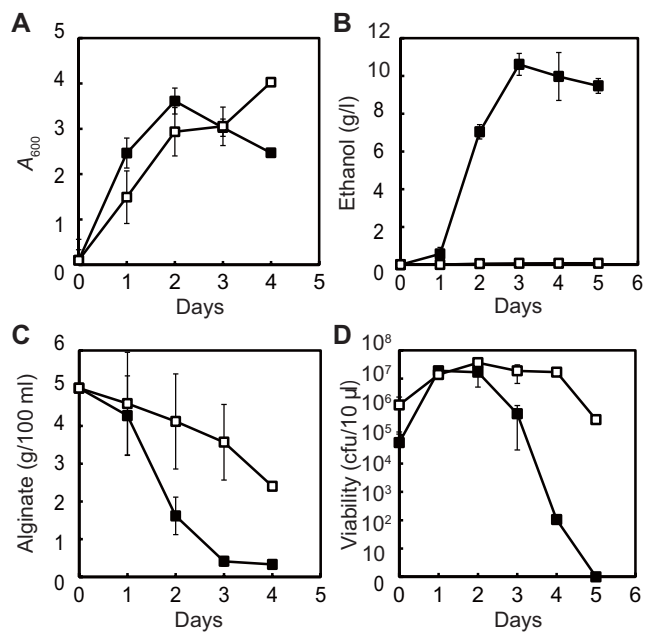 A
B
5
4
3
2
1
0
A600
0 1 2 3 4 5
Days
12
10
8
6
4
2
0
Ethanol (g/l)
0 1 2 3 4 5 6
Days
C
D
6
5
4
3
2
1
0
Alginate (g/100 ml)
0 1 2 3 4 5
Days
10⁸
10⁷
10⁶
10⁵
10⁴
10³
10²
10
0
Viability (cfu/10 µl)
0 1 2 3 4 5 6
Days